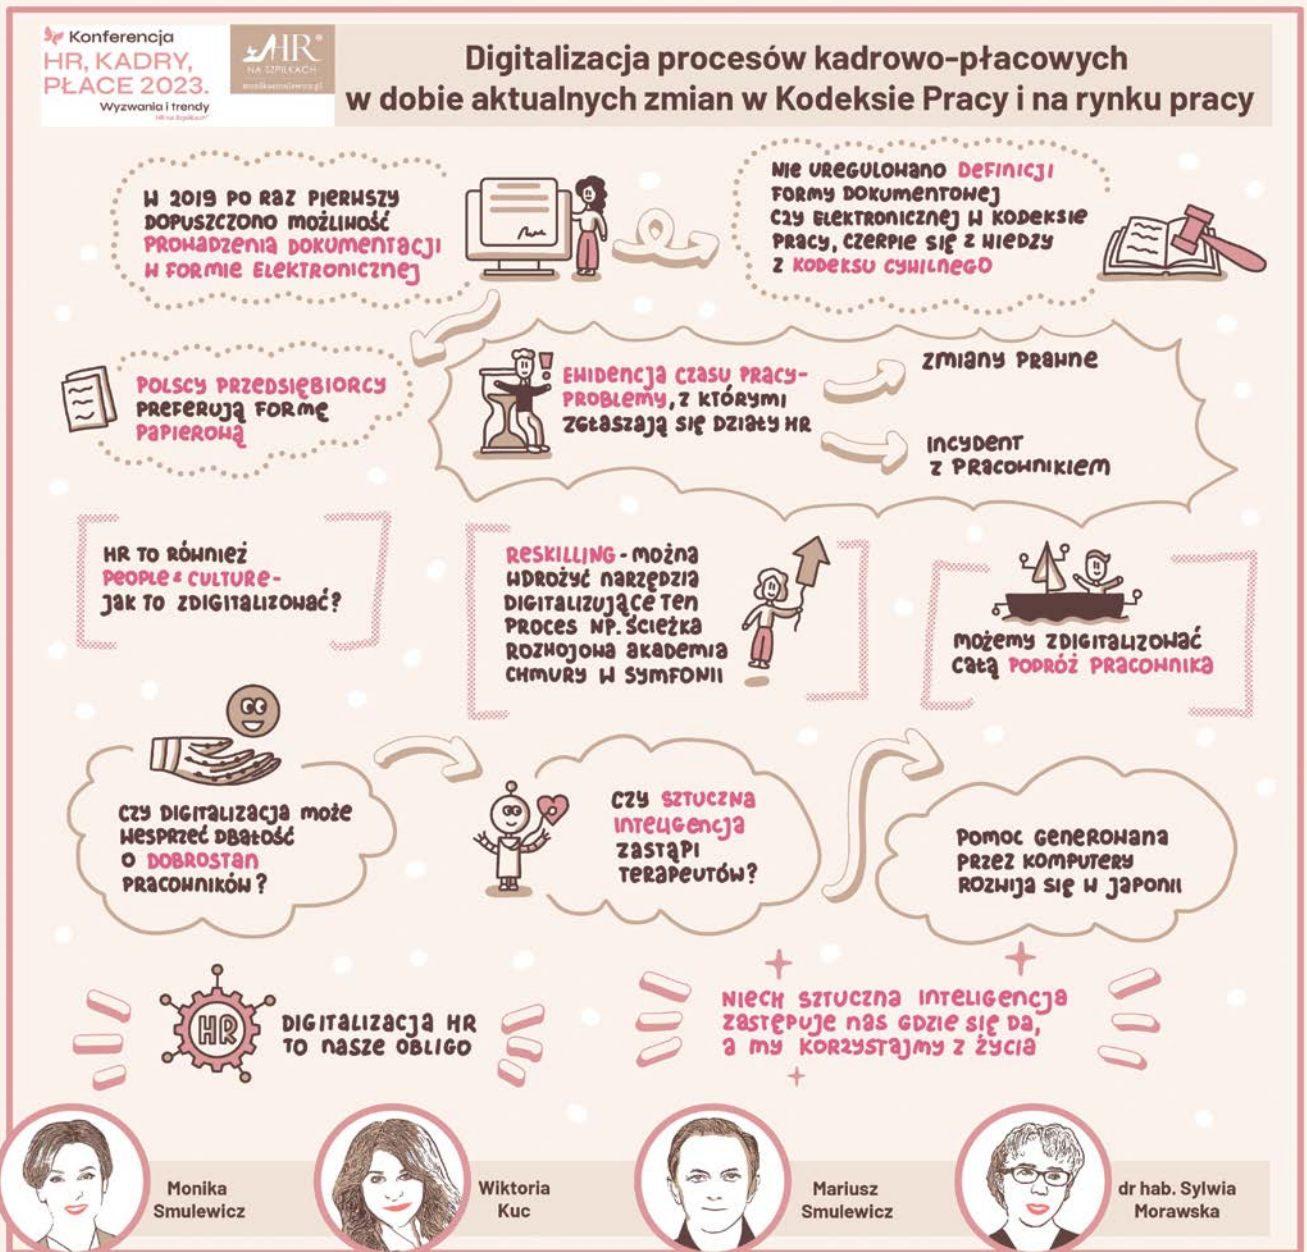 Konferencja
HR, KADRY,
PŁACE 2023.
Wyzwania i trendy
HR na Szpilkach®
HR®
NA SZPILKACH
monikasmulewicz.pl
Digitalizacja procesów kadrowo-płacowych
w dobie aktualnych zmian w Kodeksie Pracy i na rynku pracy
W 2019 PO RAZ PIERWSZY
DOPUSZCZONO MOŻLIWOŚĆ
PROWADZENIA DOKUMENTACJI
W FORMIE ELEKTRONICZNEJ
NIE UREGULOWANO DEFINICJI
FORMY DOKUMENTOWEJ
CZY ELEKTRONICZNEJ W KODEKSIE
PRACY, CZERPIE SIĘ Z WIEDZY
Z KODEKSU CYWILNEGO
POLSCY PRZEDSIĘBIORCY
PREFERUJĄ FORMĘ
PAPIEROWĄ
EWIDENCJA CZASU PRACY-
PROBLEMY, Z KTÓRYMI
ZGŁASZAJĄ SIĘ DZIAŁY HR
ZMIANY PRAWNE
INCYDENT
Z PRACOWNIKIEM
HR TO RÓWNIEŻ
PEOPLE & CULTURE-
JAK TO ZDIGITALIZOWAĆ?
RESKILLING - MOŻNA
WDROŻYĆ NARZĘDZIA
DIGITALIZUJĄCE TEN
PROCES NP. ŚCIEŻKA
ROZWOJOWA AKADEMIA
CHMURY W SYMFONII
MOŻEMY ZDIGITALIZOWAĆ
CAŁĄ PODRÓŻ PRACOWNIKA
CZY DIGITALIZACJA MOŻE
WESPRZEĆ DBAŁOŚĆ
O DOBROSTAN
PRACOWNIKÓW?
CZY SZTUCZNA
INTELIGENCJA
ZASTĄPI
TERAPEUTÓW?
POMOC GENEROWANA
PRZEZ KOMPUTERY
ROZWIJA SIĘ W JAPONII
HR
DIGITALIZACJA HR
TO NASZE OBLIGO
NIECH SZTUCZNA INTELIGENCJA
ZASTĘPUJE NAS GDZIE SIĘ DA,
A MY KORZYSTAJMY Z ŻYCIA
Monika
Smulewicz
Wiktoria
Kuc
Mariusz
Smulewicz
dr hab. Sylwia
Morawska